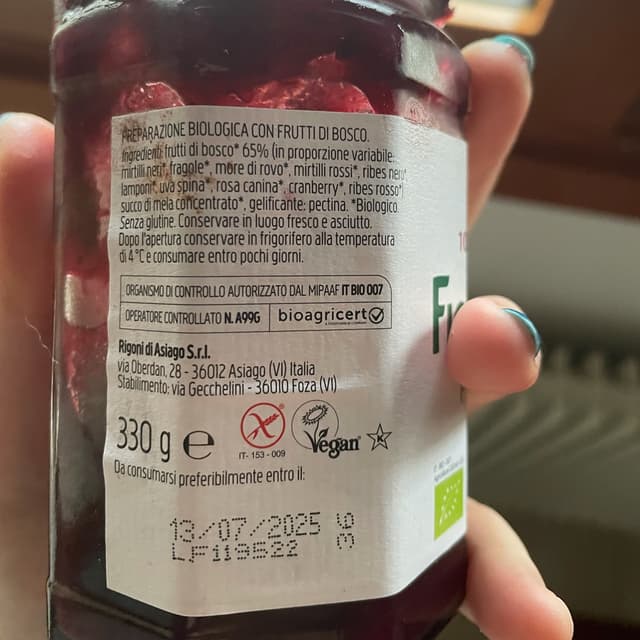 PREPARAZIONE BIOLOGICA CON FRUTTI DI BOSCO.
Ingredienti: frutti di bosco* 65% (in proporzione variabile:
mirtilli neri*, fragole*, more di rovo*, mirtilli rossi*, ribes nero*
lamponi*, uva spina*, rosa canina*, cranberry*, ribes rosso*
succo di mela concentrato*, gelificante: pectina. *Biologico.
Senza glutine. Conservare in luogo fresco e asciutto.
Dopo l'apertura conservare in frigorifero alla temperatura
di 4°C e consumare entro pochi giorni.
ORGANISMO DI CONTROLLO AUTORIZZATO DAL MIPAAF IT BIO 007
OPERATORE CONTROLLATO N. A99G bioagricert
Rigoni di Asiago S.r.l.
via Oberdan, 28 - 36012 Asiago (VI) Italia
Stabilimento: via Gecchelini - 36010 Foza (VI)
330 g e
Vegan K
IT- 153 - 009
Da consumarsi preferibilmente entro il:
13/07/2025 36
LF119522